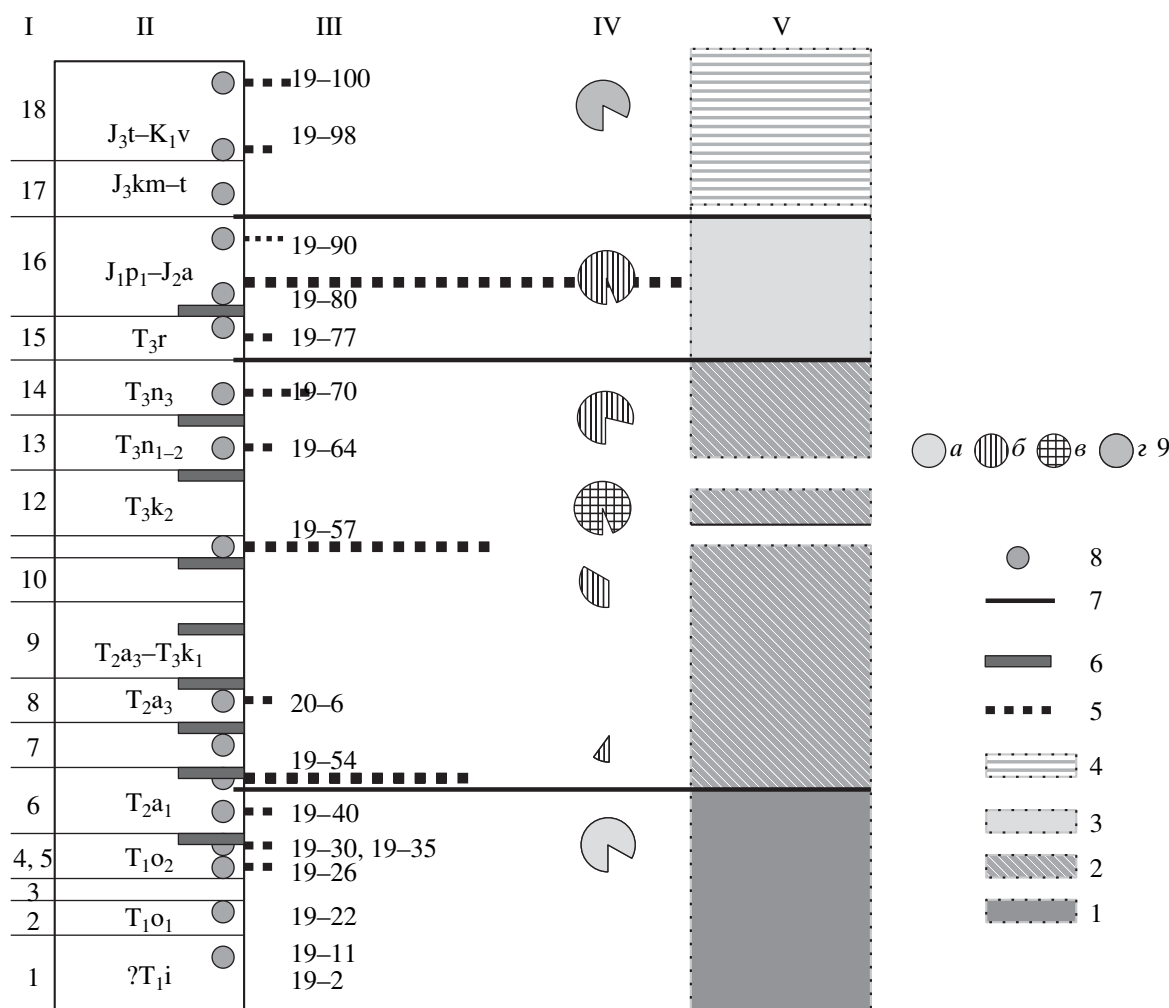 I II III IV V
18 J₃t–K₁v 19–100
19–98
17 J₃km–t
16 J₁p₁–J₂a 19–90
19–80
15 T₃r 19–77
14 T₃n₃ 19–70
13 T₃n₁₋₂ 19–64
12 T₃k₂
19–57
10
9 T₂a₃–T₃k₁
8 T₂a₃ 20–6
7
19–54
6 T₂a₁ 19–40
4, 5 T₁o₂ 19–30, 19–35
19–26
3
2 T₁o₁ 19–22
1 ?T₁i 19–11
19–2
а б в г 9
8
7
6
5
4
3
2
1